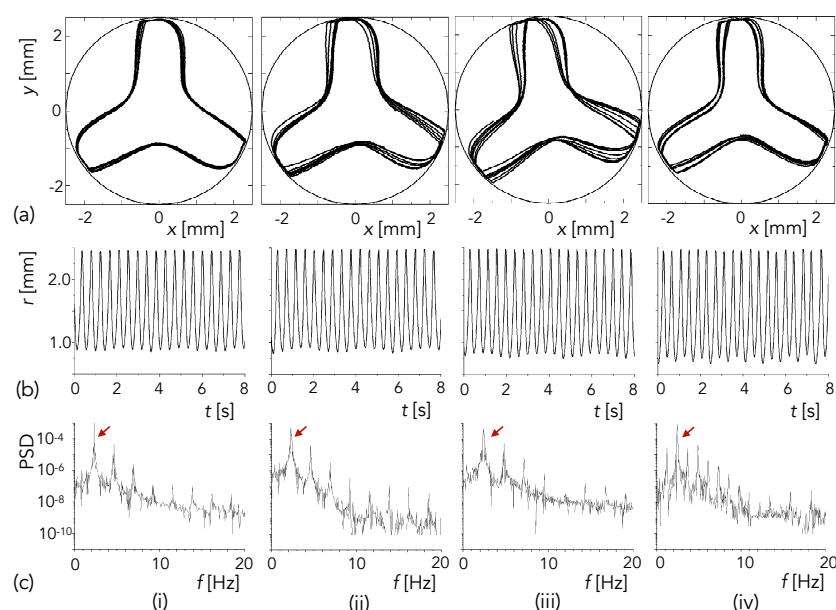 2
0
-2
y [mm]
(a)
-2 0 2 -2 0 2 -2 0 2 -2 0 2
x [mm] x [mm] x [mm] x [mm]
2.0
1.0
r [mm]
(b)
0 2 4 6 8 0 2 4 6 8 0 2 4 6 8 0 2 4 6 8
t [s] t [s] t [s] t [s]
PSD
10-4
10-6
10-8
10-10
0 10 20 0 10 20 0 10 20 0 10 20
(c) f [Hz] f [Hz] f [Hz] f [Hz]
(i) (ii) (iii) (iv)